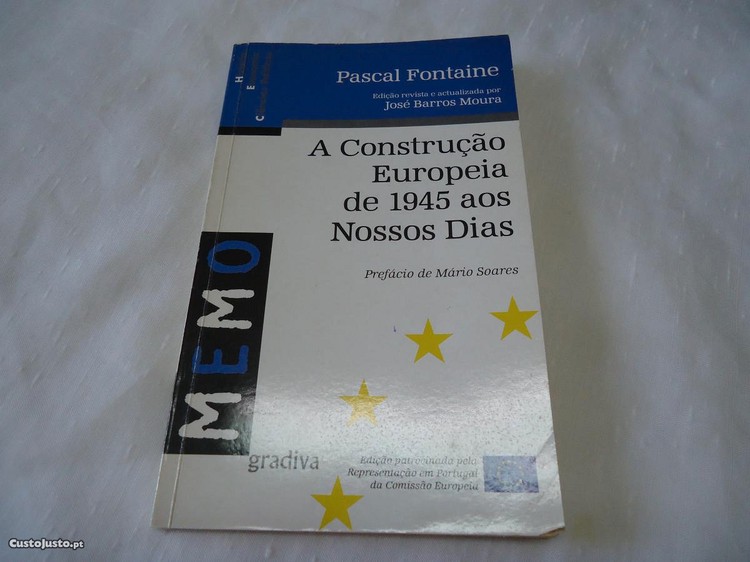 Pascal Fontaine
Edição revista e actualizada por
José Barros Moura
A Construção
Europeia
de 1945 aos
Nossos Dias
Prefácio de Mário Soares
MEMO
gradiva
Edição patrocinada pela
Representação em Portugal
da Comissão Europeia
CustoJusto.pt